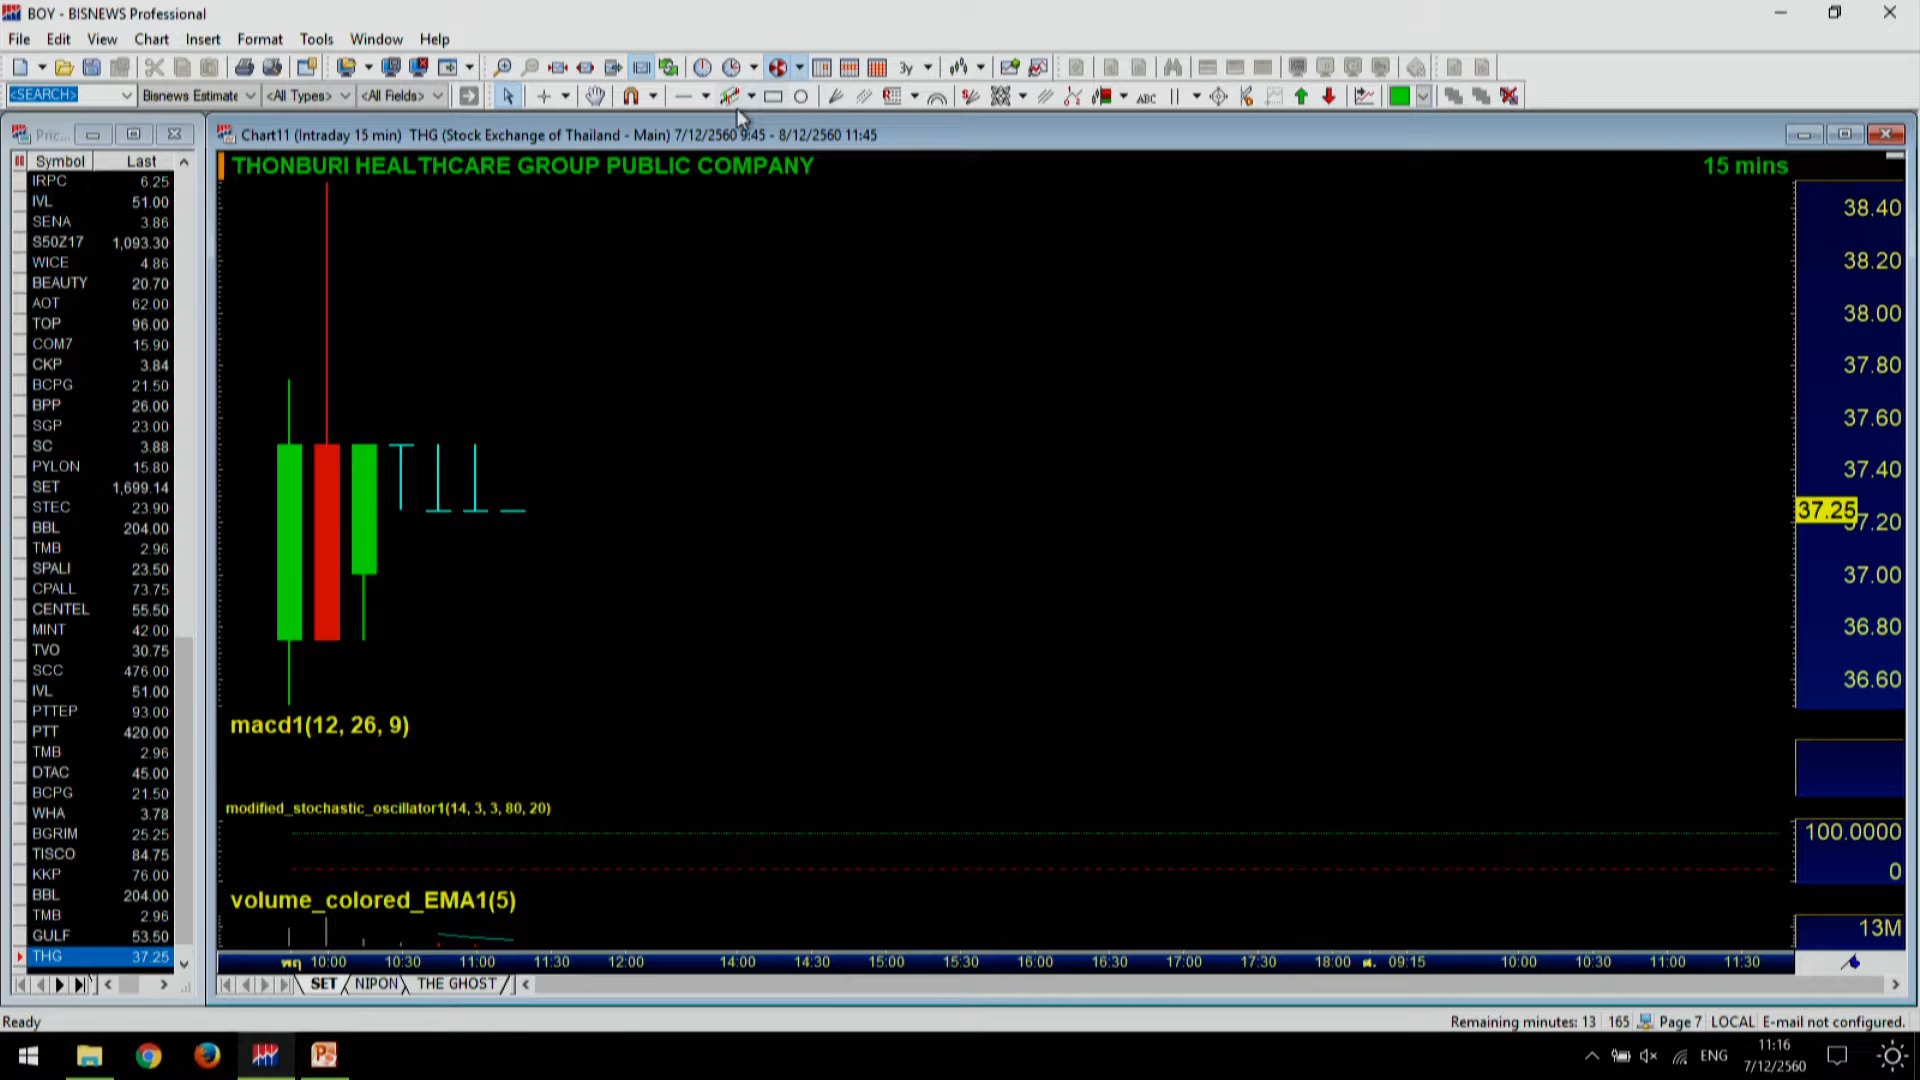 BOY - BISNEWS Professional
File Edit View Chart Insert Format Tools Window Help
3y
<SEARCH> Bisnews Estimate <All Types> <All Fields> ABC
Pric... Chart11 (Intraday 15 min) THG (Stock Exchange of Thailand - Main) 7/12/2560 9:45 - 8/12/2560 11:45
Symbol Last
IRPC 6.25
IVL 51.00
SENA 3.86
S50Z17 1,093.30
WICE 4.86
BEAUTY 20.70
AOT 62.00
TOP 96.00
COM7 15.90
CKP 3.84
BCPG 21.50
BPP 26.00
SGP 23.00
SC 3.88
PYLON 15.80
SET 1,699.14
STEC 23.90
BBL 204.00
TMB 2.96
SPALI 23.50
CPALL 73.75
CENTEL 55.50
MINT 42.00
TVO 30.75
SCC 476.00
IVL 51.00
PTTEP 93.00
PTT 420.00
TMB 2.96
DTAC 45.00
BCPG 21.50
WHA 3.78
BGRIM 25.25
TISCO 84.75
KKP 76.00
BBL 204.00
TMB 2.96
GULF 53.50
THG 37.25
THONBURI HEALTHCARE GROUP PUBLIC COMPANY 15 mins
38.40
38.20
38.00
37.80
37.60
37.40
37.25
37.20
37.00
36.80
36.60
macd1(12, 26, 9)
modified_stochastic_oscillator1(14, 3, 3, 80, 20)
100.0000
0
volume_colored_EMA1(5)
13M
พฤ 10:00 10:30 11:00 11:30 12:00 14:00 14:30 15:00 15:30 16:00 16:30 17:00 17:30 18:00 ศ. 09:15 10:00 10:30 11:00 11:30
SET NIPON THE GHOST
Ready Remaining minutes: 13 165 Page 7 LOCAL E-mail not configured.
ENG 11:16
7/12/2560